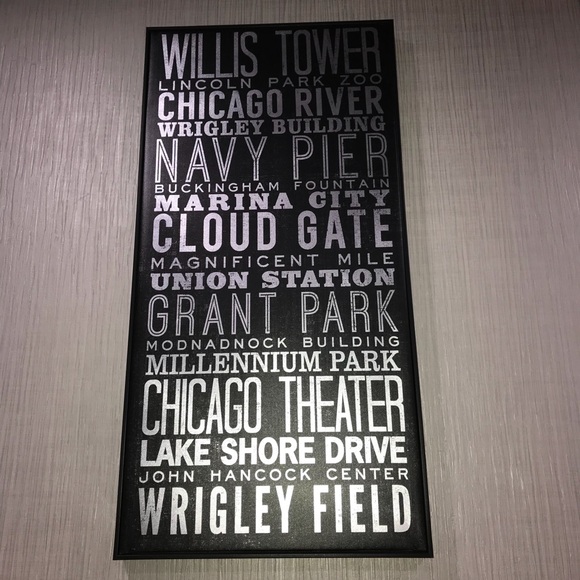 WILLIS TOWER
LINCOLN PARK ZOO
CHICAGO RIVER
WRIGLEY BUILDING
NAVY PIER
BUCKINGHAM FOUNTAIN
MARINA CITY
CLOUD GATE
MAGNIFICENT MILE
UNION STATION
GRANT PARK
MODNADNOCK BUILDING
MILLENNIUM PARK
CHICAGO THEATER
LAKE SHORE DRIVE
JOHN HANCOCK CENTER
WRIGLEY FIELD